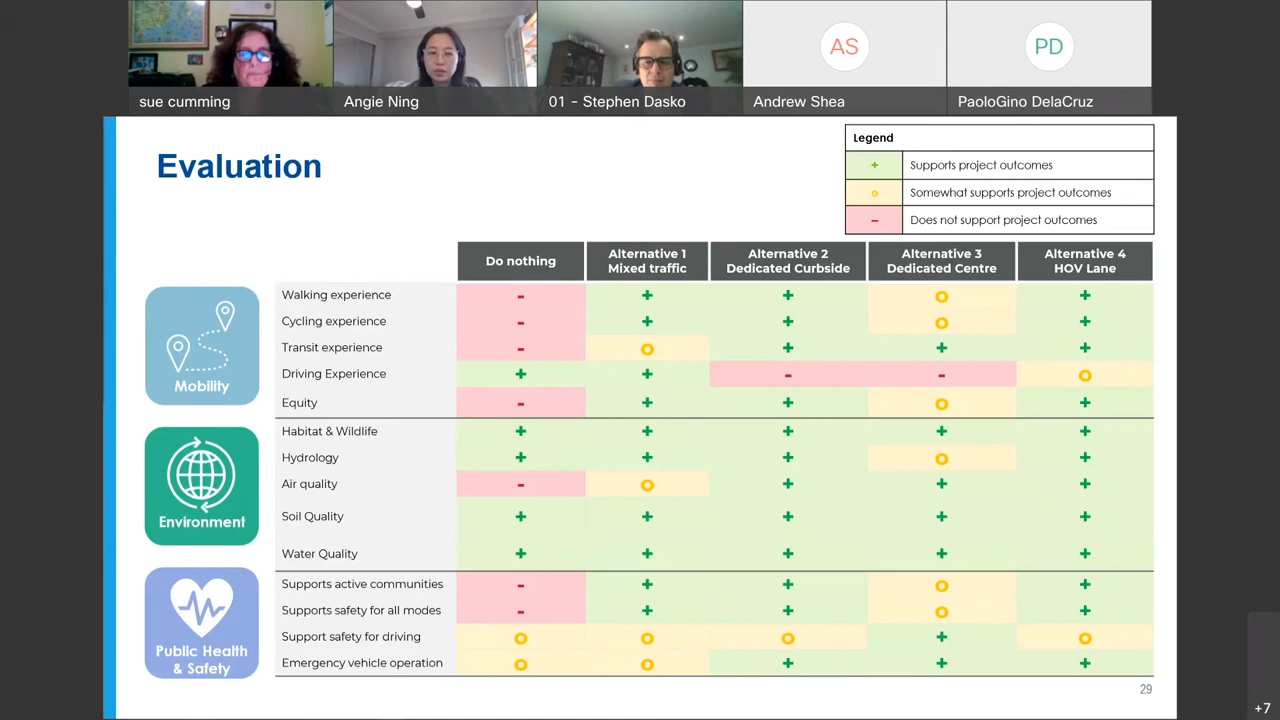 sue cumming
Angie Ning
01 - Stephen Dasko
AS
Andrew Shea
PD
PaoloGino DelaCruz
Evaluation
Legend
+ Supports project outcomes
o Somewhat supports project outcomes
- Does not support project outcomes
Do nothing
Alternative 1
Mixed traffic
Alternative 2
Dedicated Curbside
Alternative 3
Dedicated Centre
Alternative 4
HOV Lane
Mobility
Walking experience - + + o +
Cycling experience - + + o +
Transit experience - o + + +
Driving Experience + + - - o
Equity - + + o +
Environment
Habitat & Wildlife + + + + +
Hydrology + + + o +
Air quality - o + + +
Soil Quality + + + + +
Water Quality + + + + +
Public Health
& Safety
Supports active communities - + + o +
Supports safety for all modes - + + o +
Support safety for driving o o o + o
Emergency vehicle operation o o + + +
29
+7